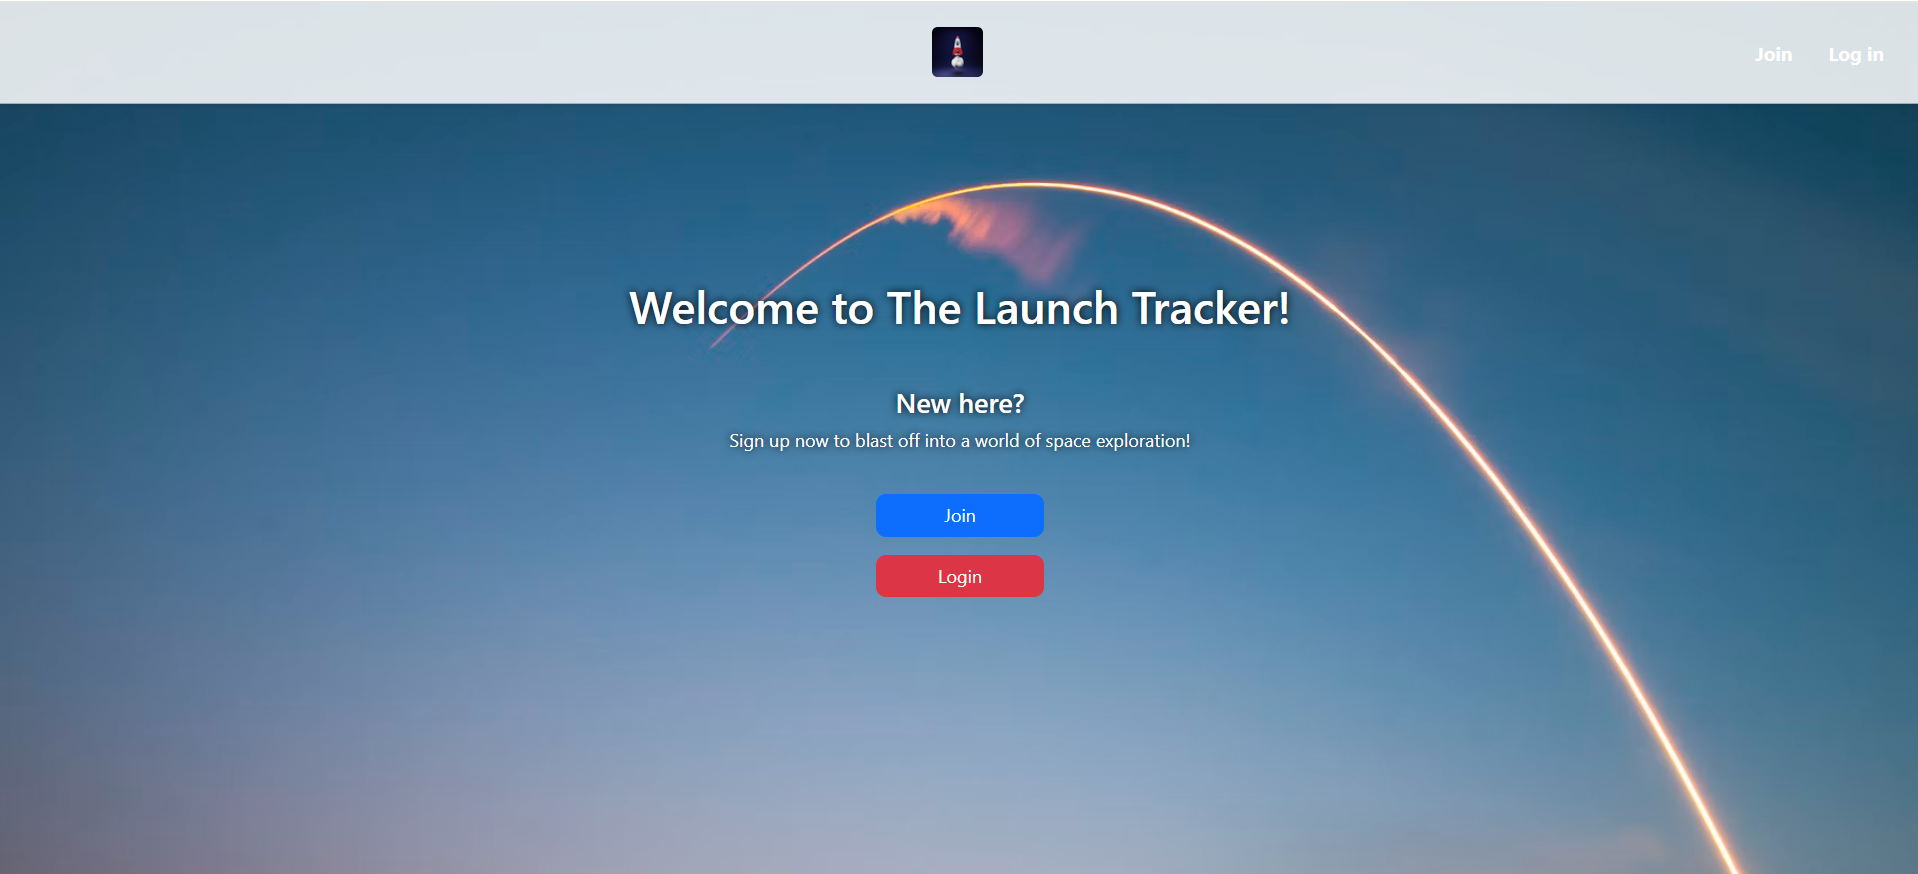 Join
Log in
Welcome to The Launch Tracker!
New here?
Sign up now to blast off into a world of space exploration!
Join
Login